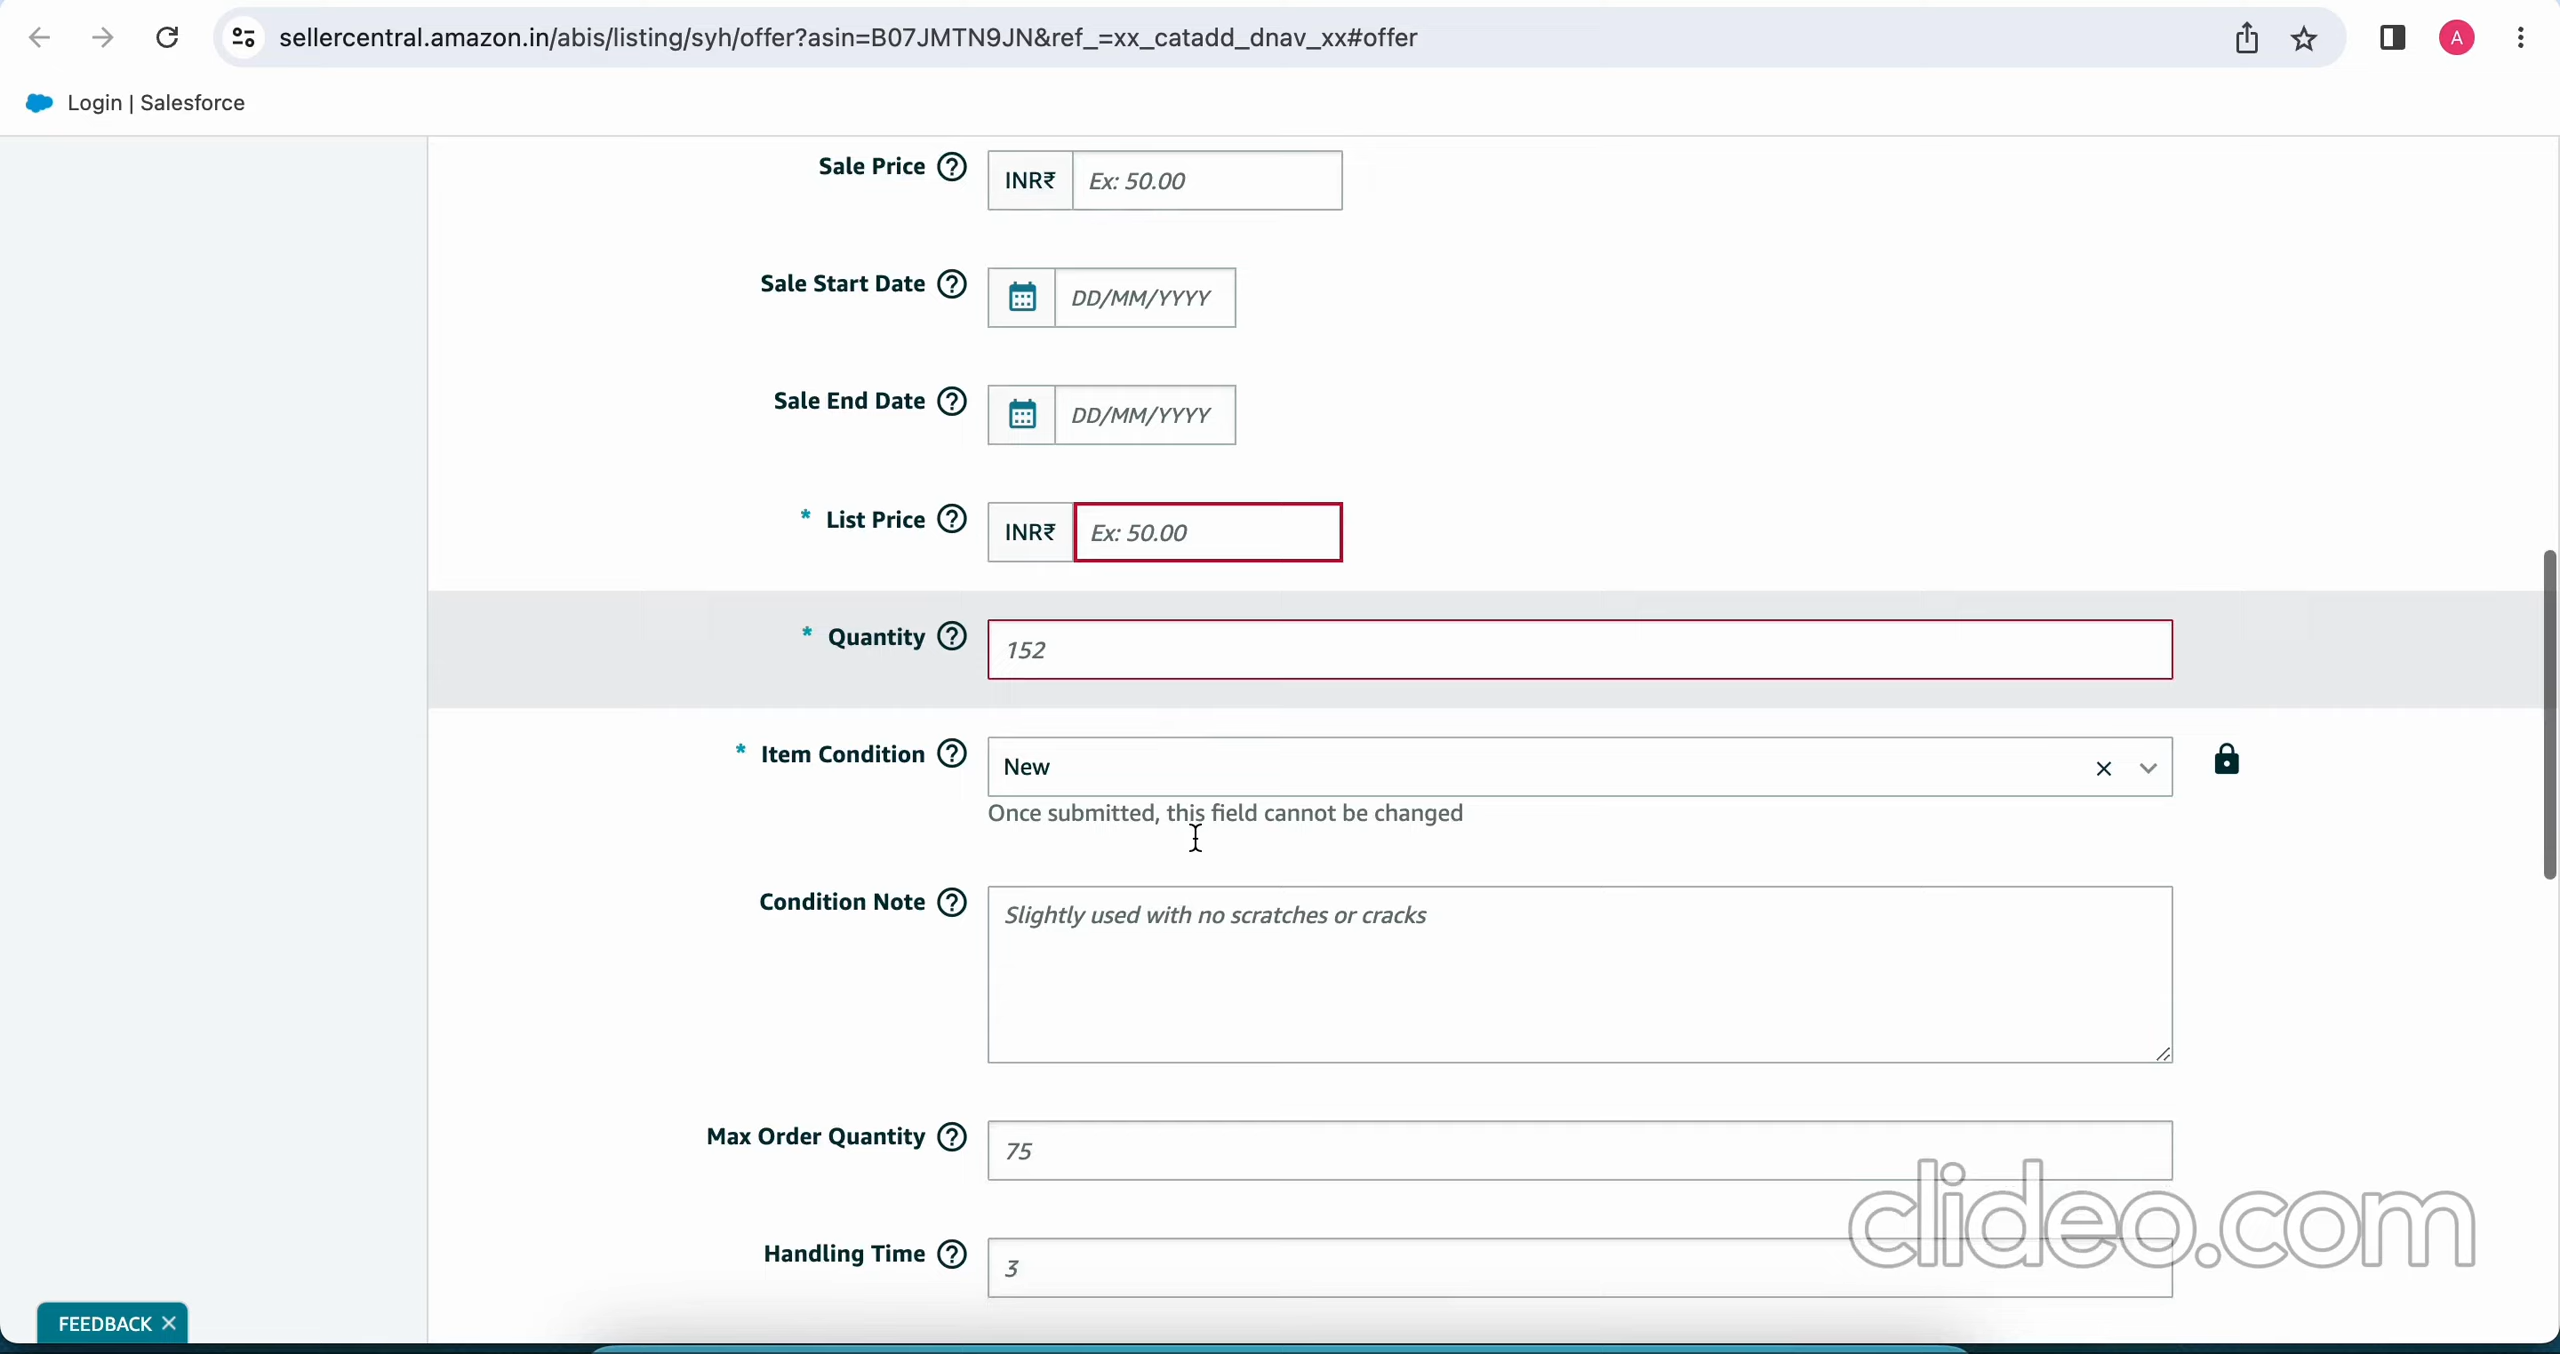 sellercentral.amazon.in/abis/listing/syh/offer?asin=B07JMTN9JN&ref_=xx_catadd_dnav_xx#offer
A
Login | Salesforce
Sale Price ? INR₹ Ex: 50.00
Sale Start Date ? DD/MM/YYYY
Sale End Date ? DD/MM/YYYY
* List Price ? INR₹ Ex: 50.00
* Quantity ? 152
* Item Condition ? New
Once submitted, this field cannot be changed
Condition Note ? Slightly used with no scratches or cracks
Max Order Quantity ? 75
clideo.com
Handling Time ? 3
FEEDBACK